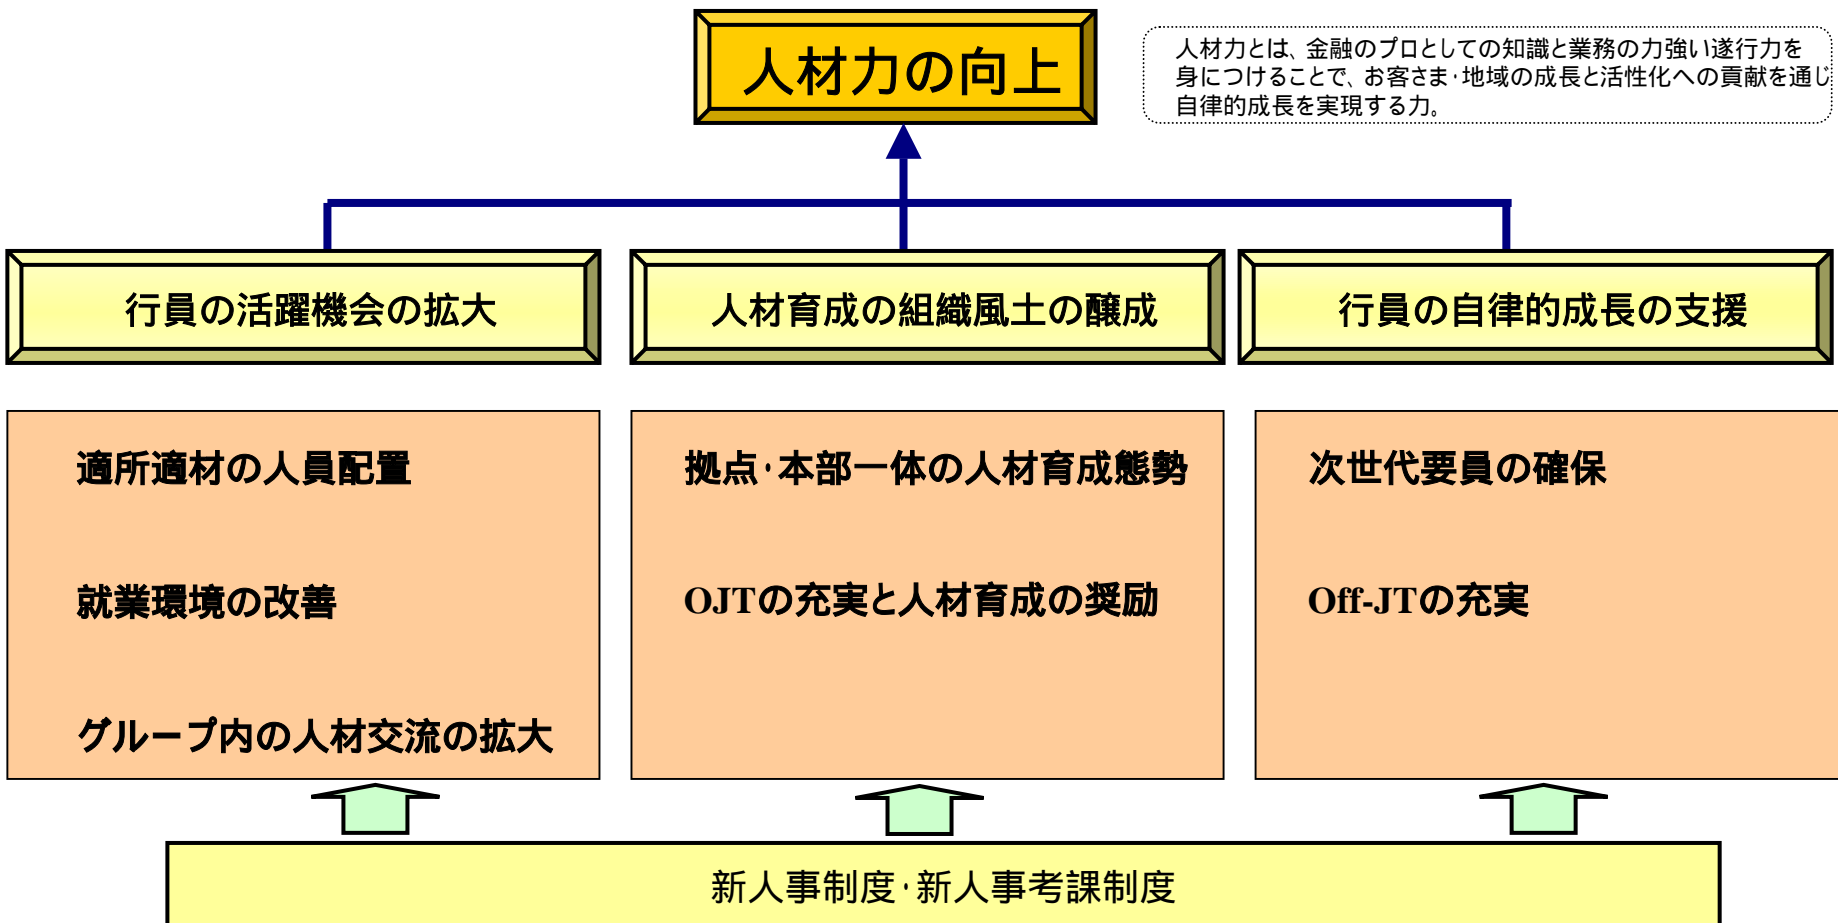 人材力の向上
人材力とは、金融のプロとしての知識と業務の力強い遂行力を
身につけることで、お客さま・地域の成長と活性化への貢献を通じ
自律的成長を実現する力。
行員の活躍機会の拡大
人材育成の組織風土の醸成
行員の自律的成長の支援
適所適材の人員配置
就業環境の改善
グループ内の人材交流の拡大
拠点・本部一体の人材育成態勢
OJTの充実と人材育成の奨励
次世代要員の確保
Off-JTの充実
新人事制度・新人事考課制度